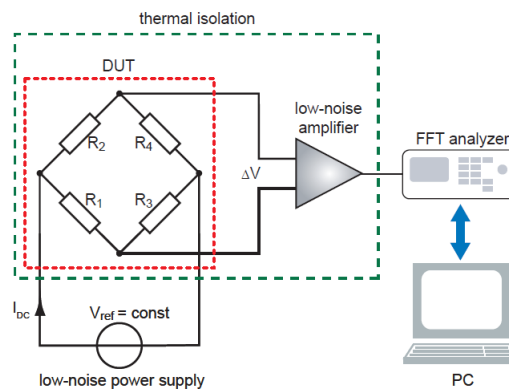 thermal isolation
DUT
low-noise
amplifier
FFT analyzer
R2
R4
ΔV
R1
R3
IDC
Vref = const
low-noise power supply
PC